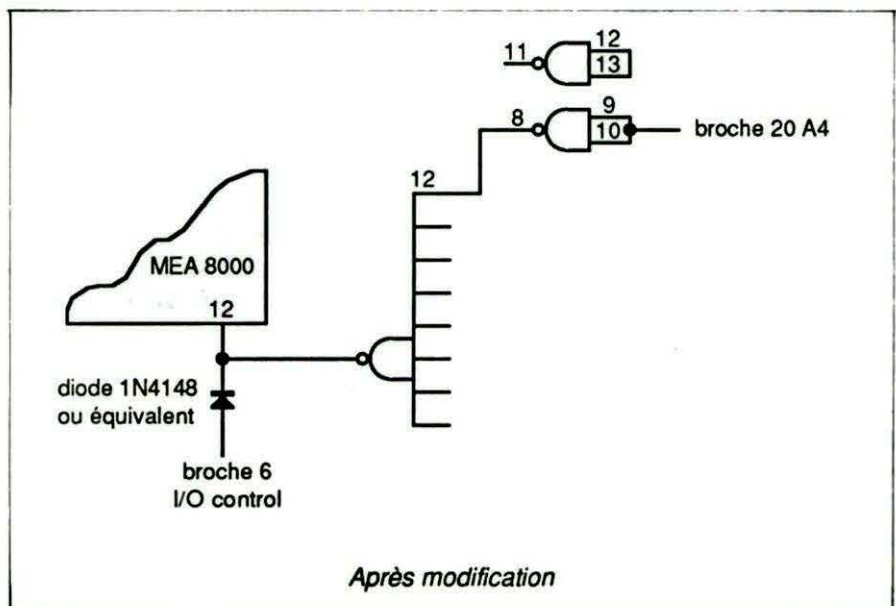 12
11
13
9
8
10
broche 20 A4
12
MEA 8000
12
diode 1N4148
ou équivalent
broche 6
I/O control
Après modification